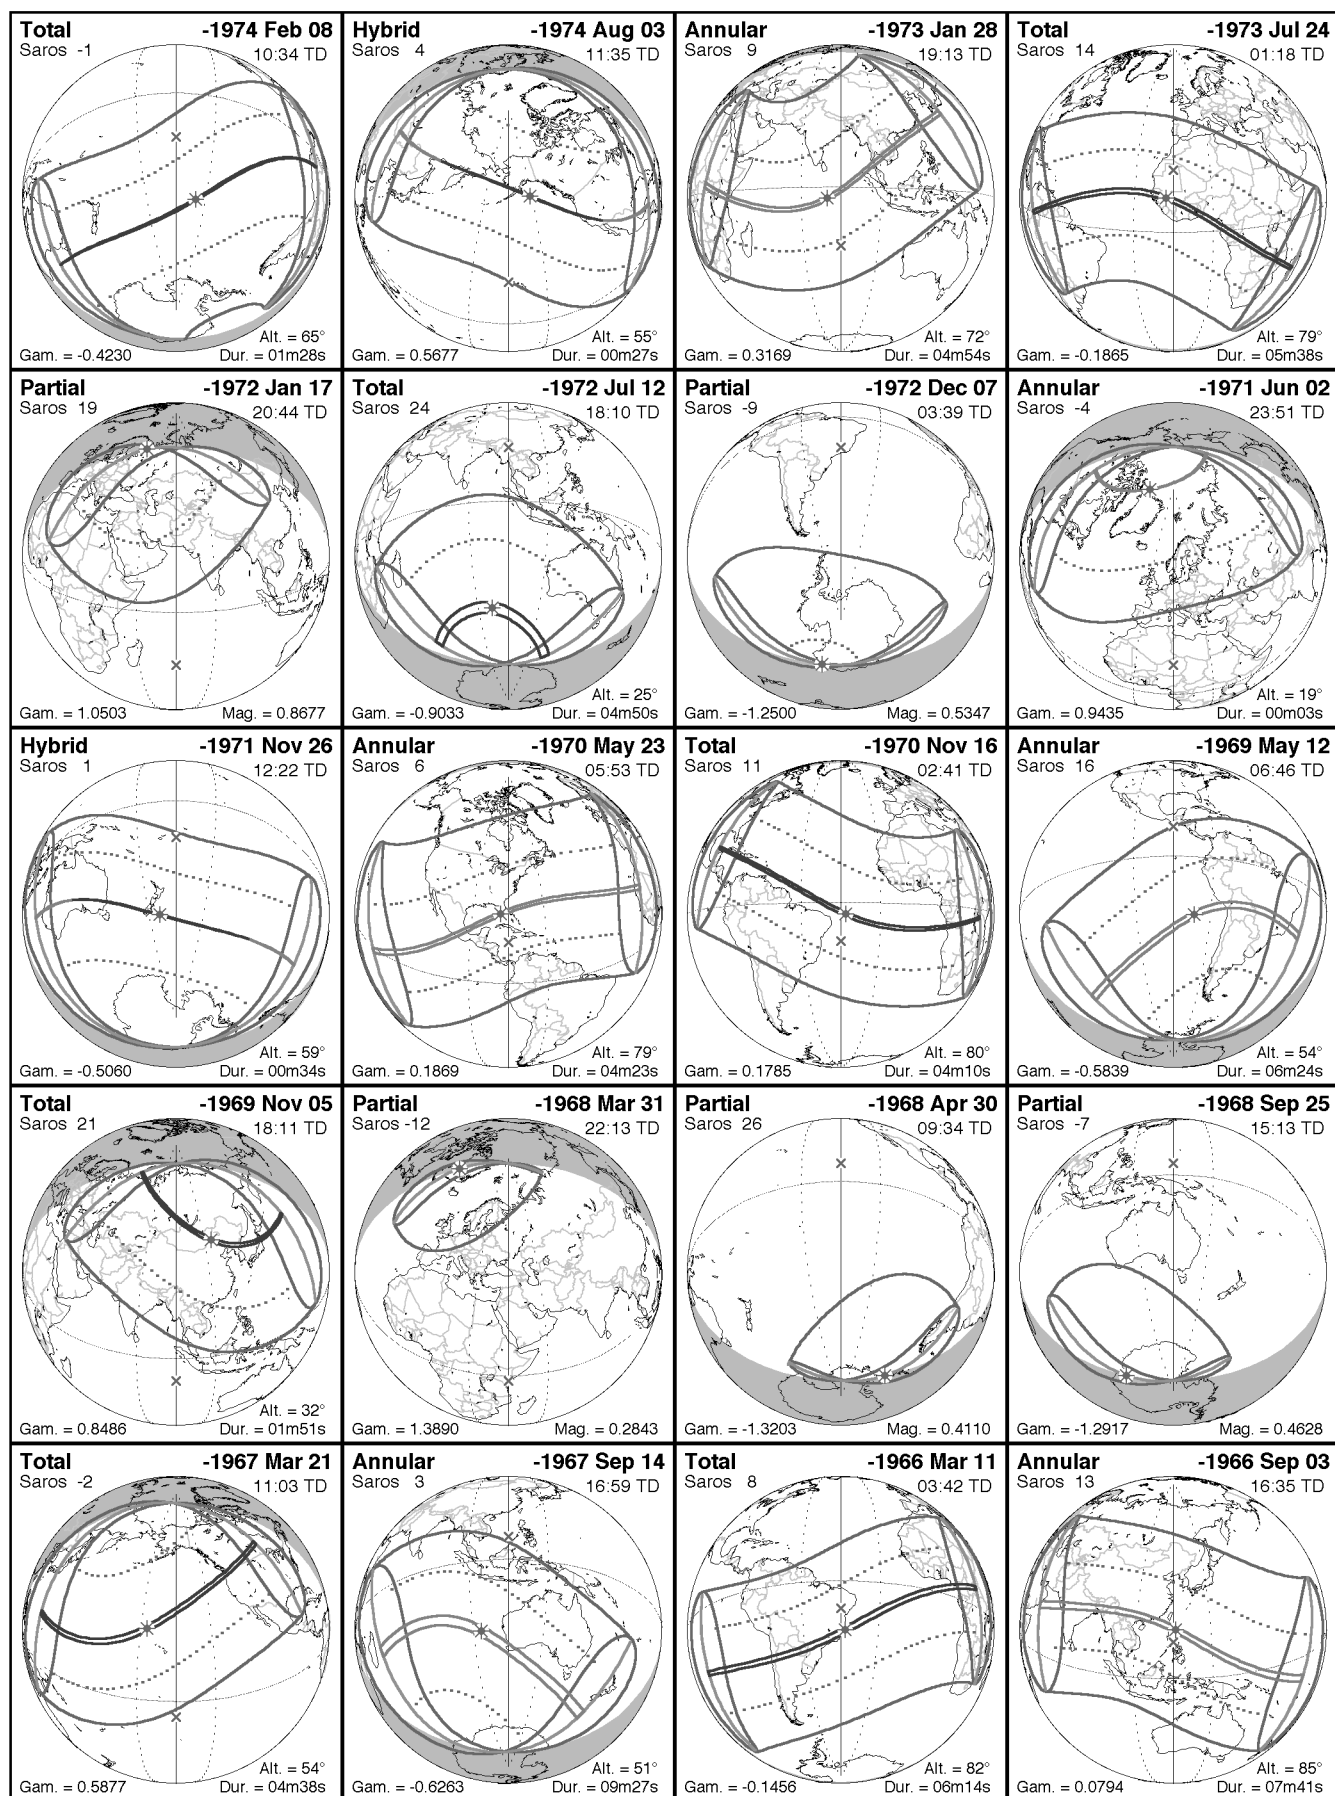 Total -1974 Feb 08
Saros -1 10:34 TD
Alt. = 65°
Gam. = -0.4230 Dur. = 01m28s
Hybrid -1974 Aug 03
Saros 4 11:35 TD
Alt. = 55°
Gam. = 0.5677 Dur. = 00m27s
Annular -1973 Jan 28
Saros 9 19:13 TD
Alt. = 72°
Gam. = 0.3169 Dur. = 04m54s
Total -1973 Jul 24
Saros 14 01:18 TD
Alt. = 79°
Gam. = -0.1865 Dur. = 05m38s
Partial -1972 Jan 17
Saros 19 20:44 TD
Gam. = 1.0503 Mag. = 0.8677
Total -1972 Jul 12
Saros 24 18:10 TD
Alt. = 25°
Gam. = -0.9033 Dur. = 04m50s
Partial -1972 Dec 07
Saros -9 03:39 TD
Gam. = -1.2500 Mag. = 0.5347
Annular -1971 Jun 02
Saros -4 23:51 TD
Alt. = 19°
Gam. = 0.9435 Dur. = 00m03s
Hybrid -1971 Nov 26
Saros 1 12:22 TD
Alt. = 59°
Gam. = -0.5060 Dur. = 00m34s
Annular -1970 May 23
Saros 6 05:53 TD
Alt. = 79°
Gam. = 0.1869 Dur. = 04m23s
Total -1970 Nov 16
Saros 11 02:41 TD
Alt. = 80°
Gam. = 0.1785 Dur. = 04m10s
Annular -1969 May 12
Saros 16 06:46 TD
Alt. = 54°
Gam. = -0.5839 Dur. = 06m24s
Total -1969 Nov 05
Saros 21 18:11 TD
Alt. = 32°
Gam. = 0.8486 Dur. = 01m51s
Partial -1968 Mar 31
Saros -12 22:13 TD
Gam. = 1.3890 Mag. = 0.2843
Partial -1968 Apr 30
Saros 26 09:34 TD
Gam. = -1.3203 Mag. = 0.4110
Partial -1968 Sep 25
Saros -7 15:13 TD
Gam. = -1.2917 Mag. = 0.4628
Total -1967 Mar 21
Saros -2 11:03 TD
Alt. = 54°
Gam. = 0.5877 Dur. = 04m38s
Annular -1967 Sep 14
Saros 3 16:59 TD
Alt. = 51°
Gam. = -0.6263 Dur. = 09m27s
Total -1966 Mar 11
Saros 8 03:42 TD
Alt. = 82°
Gam. = -0.1456 Dur. = 06m14s
Annular -1966 Sep 03
Saros 13 16:35 TD
Alt. = 85°
Gam. = 0.0794 Dur. = 07m41s